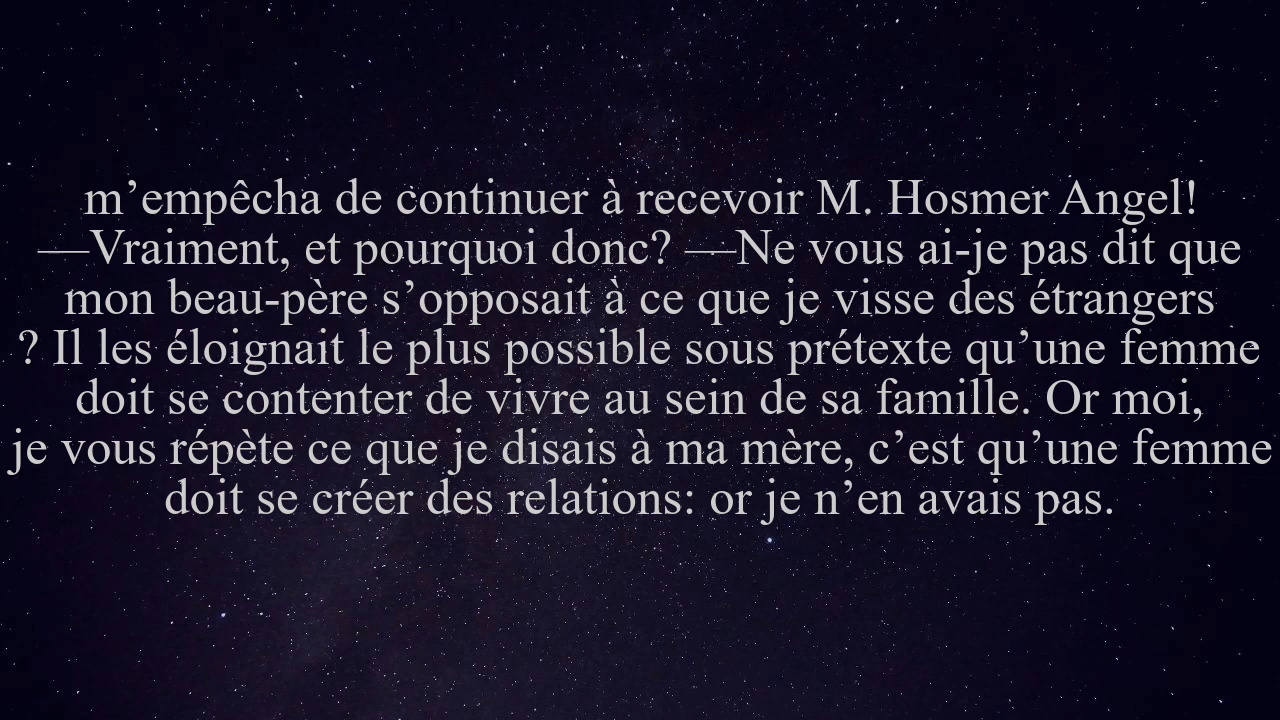 m’empêcha de continuer à recevoir M. Hosmer Angel!
—Vraiment, et pourquoi donc? —Ne vous ai-je pas dit que
mon beau-père s’opposait à ce que je visse des étrangers
? Il les éloignait le plus possible sous prétexte qu’une femme
doit se contenter de vivre au sein de sa famille. Or moi,
je vous répète ce que je disais à ma mère, c’est qu’une femme
doit se créer des relations: or je n’en avais pas.